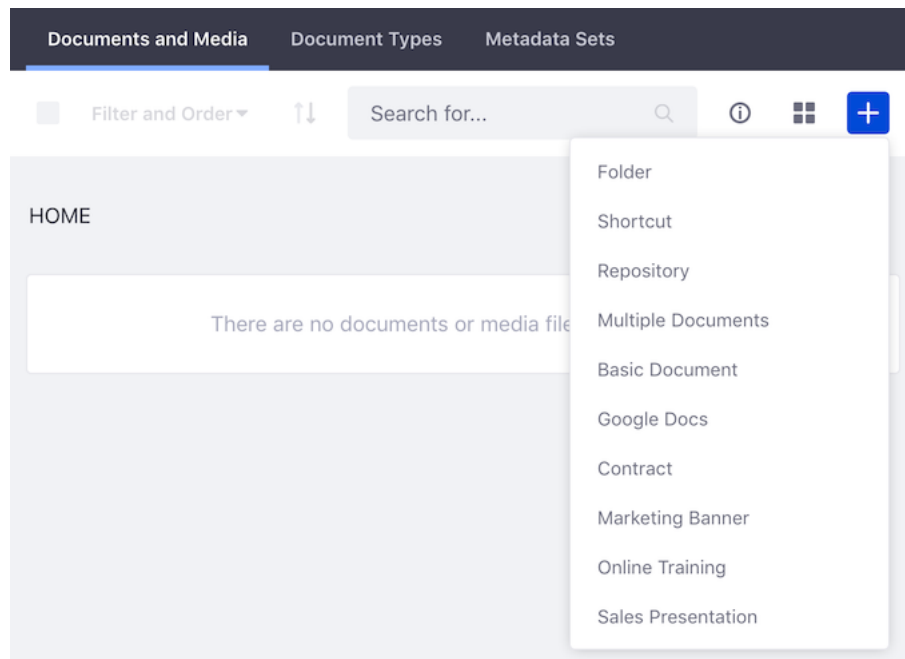 Documents and Media Document Types Metadata Sets
Filter and Order Search for...
HOME
There are no documents or media file
Folder
Shortcut
Repository
Multiple Documents
Basic Document
Google Docs
Contract
Marketing Banner
Online Training
Sales Presentation